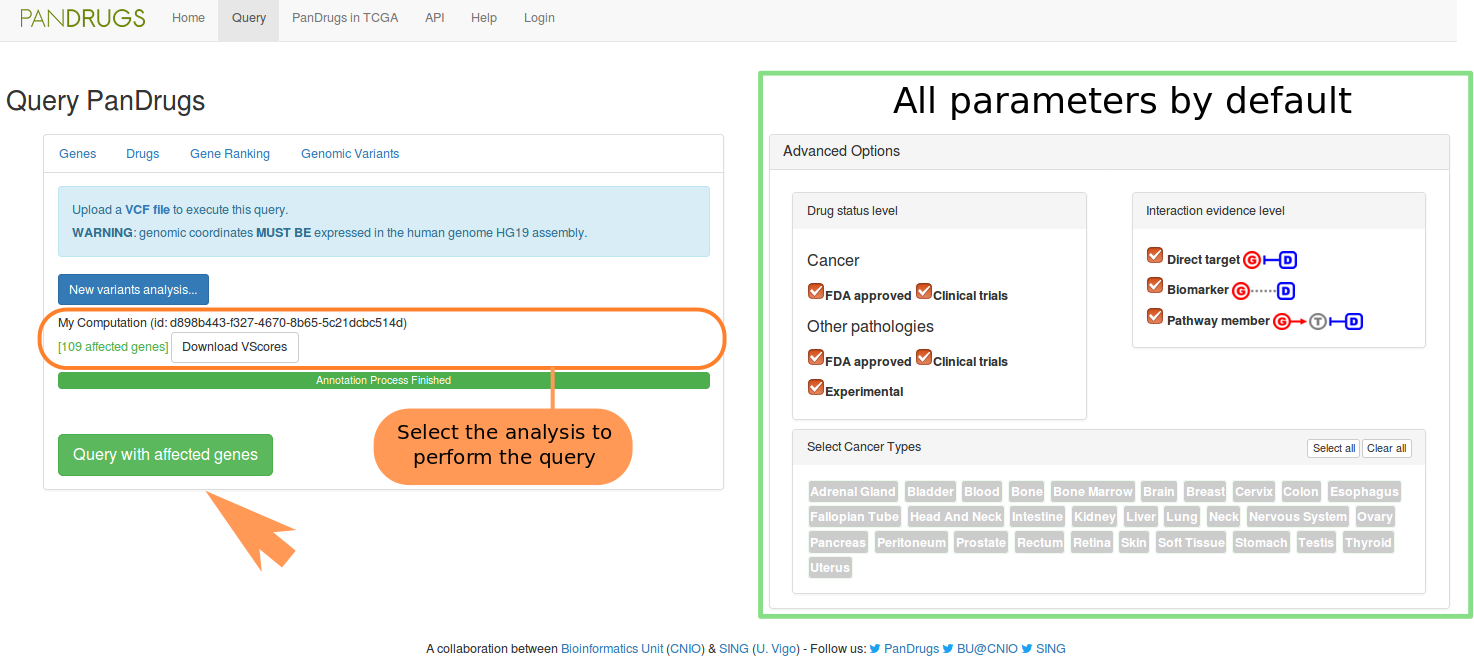 PANDRUGS Home Query PanDrugs in TCGA API Help Login
Query PanDrugs
Genes Drugs Gene Ranking Genomic Variants
Upload a VCF file to execute this query.
WARNING: genomic coordinates MUST BE expressed in the human genome HG19 assembly.
New variants analysis...
My Computation (id: d898b443-f327-4670-8b65-5c21dcbc514d)
[109 affected genes] Download VScores
Annotation Process Finished
Select the analysis to
perform the query
Query with affected genes
All parameters by default
Advanced Options
Drug status level
Cancer
FDA approved Clinical trials
Other pathologies
FDA approved Clinical trials
Experimental
Interaction evidence level
Direct target G D
Biomarker G D
Pathway member G T D
Select Cancer Types Select all Clear all
Adrenal Gland Bladder Blood Bone Bone Marrow Brain Breast Cervix Colon Esophagus
Fallopian Tube Head And Neck Intestine Kidney Liver Lung Neck Nervous System Ovary
Pancreas Peritoneum Prostate Rectum Retina Skin Soft Tissue Stomach Testis Thyroid
Uterus
A collaboration between Bioinformatics Unit (CNIO) & SING (U. Vigo) - Follow us: PanDrugs BU@CNIO SING